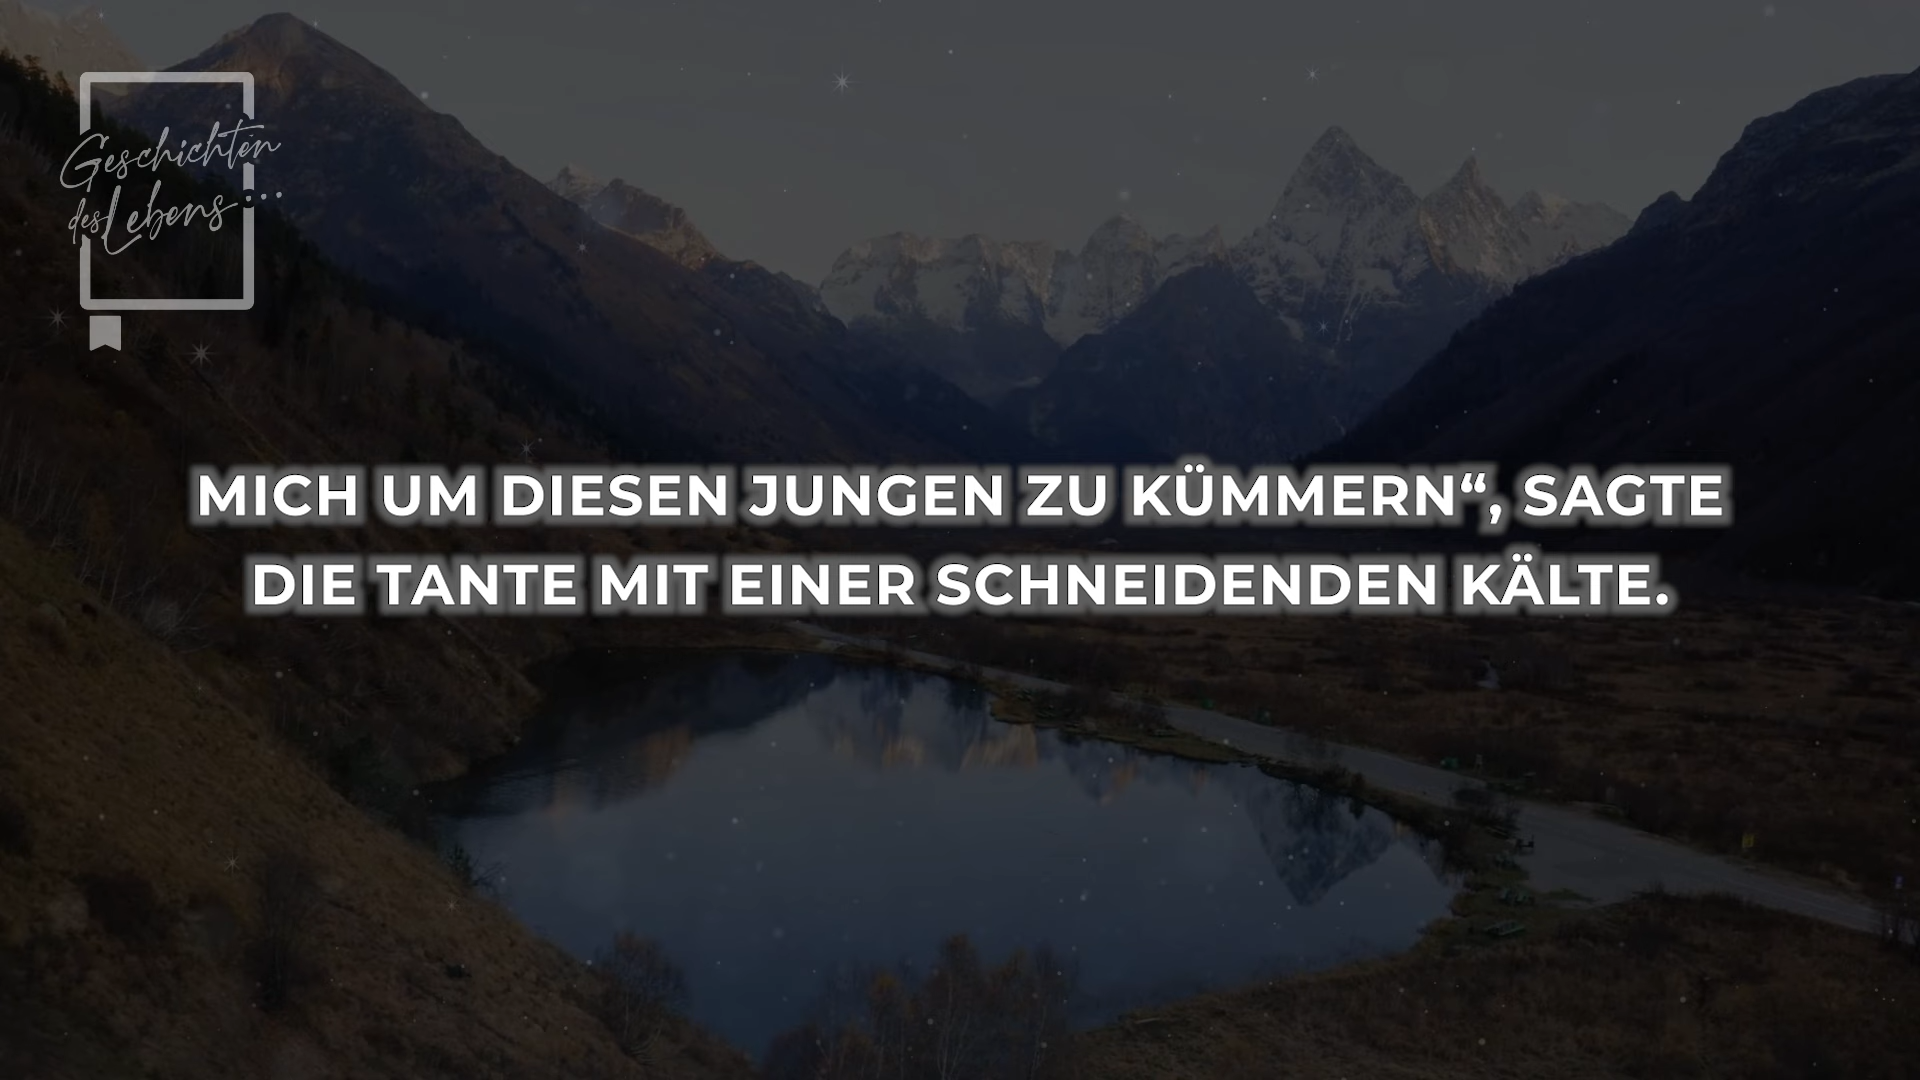 Geschichten
des Lebens...
MICH UM DIESEN JUNGEN ZU KÜMMERN“, SAGTE
DIE TANTE MIT EINER SCHNEIDENDEN KÄLTE.